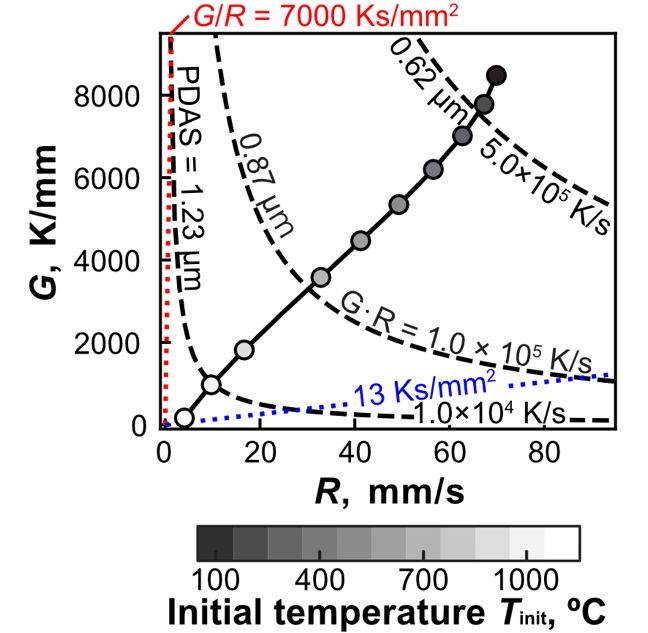 G/R = 7000 Ks/mm²
PDAS = 1.23 μm
0.87 μm
0.62 μm
5.0×10⁵ K/s
G·R = 1.0 × 10⁵ K/s
13 Ks/mm²
1.0×10⁴ K/s
G, K/mm
8000
6000
4000
2000
0
0 20 40 60 80
R, mm/s
100 400 700 1000
Initial temperature Tinit, ºC